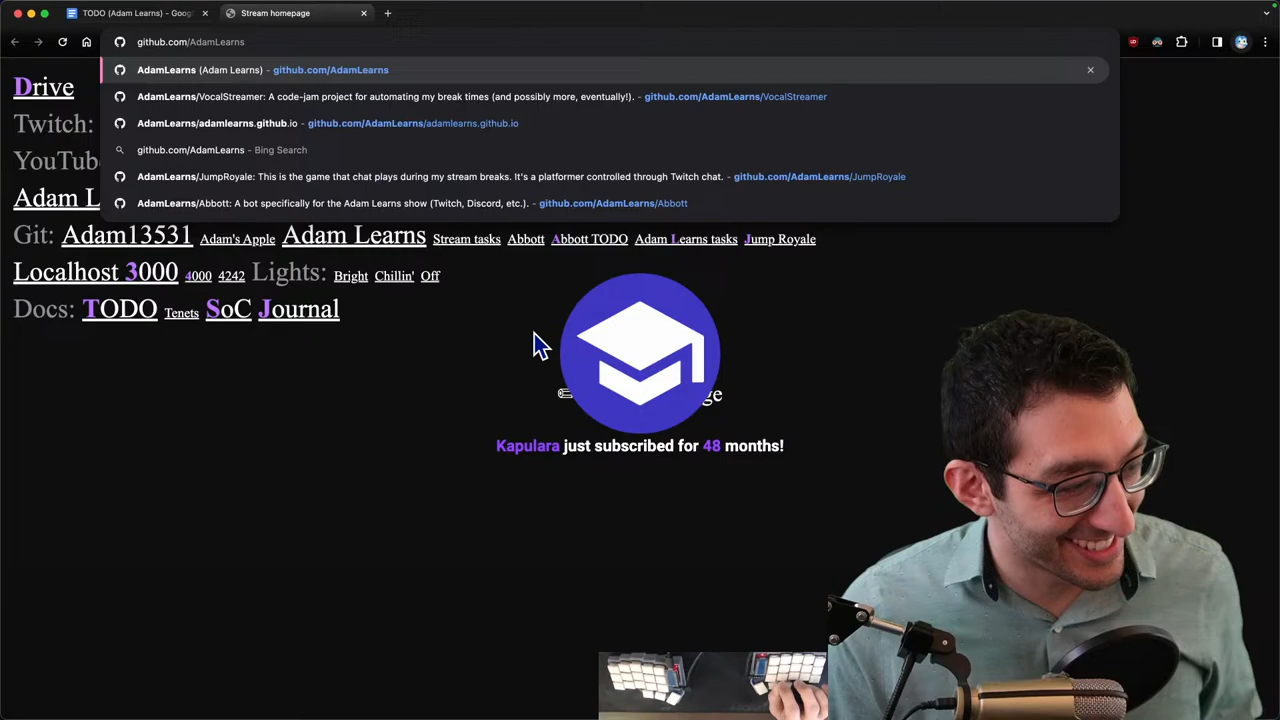 TODO (Adam Learns) - Goog
Stream homepage
github.com/AdamLearns
AdamLearns (Adam Learns) - github.com/AdamLearns
AdamLearns/VocalStreamer: A code-jam project for automating my break times (and possibly more, eventually!). - github.com/AdamLearns/VocalStreamer
AdamLearns/adamlearns.github.io - github.com/AdamLearns/adamlearns.github.io
github.com/AdamLearns - Bing Search
AdamLearns/JumpRoyale: This is the game that chat plays during my stream breaks. It's a platformer controlled through Twitch chat. - github.com/AdamLearns/JumpRoyale
AdamLearns/Abbott: A bot specifically for the Adam Learns show (Twitch, Discord, etc.). - github.com/AdamLearns/Abbott
Drive
Twitch:
YouTub
Adam L
Git: Adam13531 Adam's Apple Adam Learns Stream tasks Abbott Abbott TODO Adam Learns tasks Jump Royale
Localhost 3000 4000 4242 Lights: Bright Chillin' Off
Docs: TODO Tenets SoC Journal
Kapulara just subscribed for 48 months!